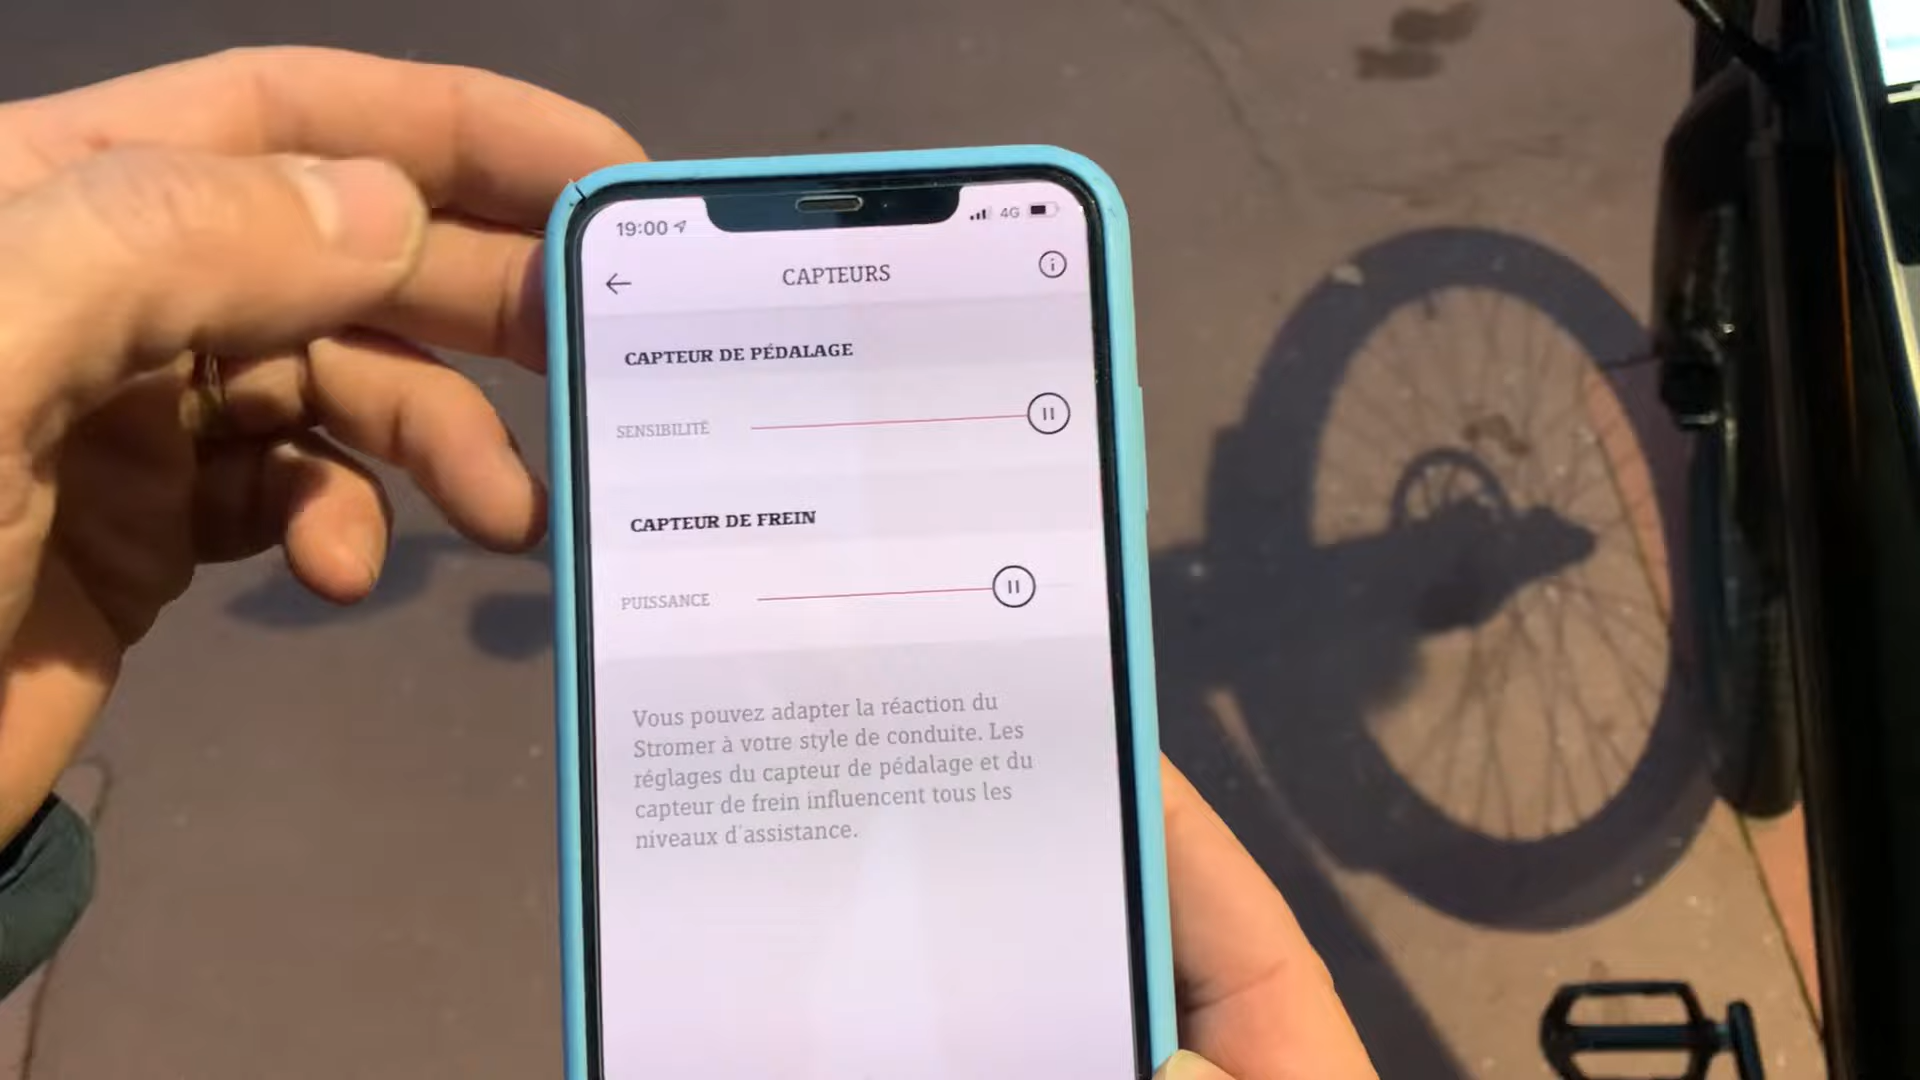 19:00
4G
CAPTEURS
CAPTEUR DE PÉDALAGE
SENSIBILITÉ
CAPTEUR DE FREIN
PUISSANCE
Vous pouvez adapter la réaction du
Stromer à votre style de conduite. Les
réglages du capteur de pédalage et du
capteur de frein influencent tous les
niveaux d'assistance.